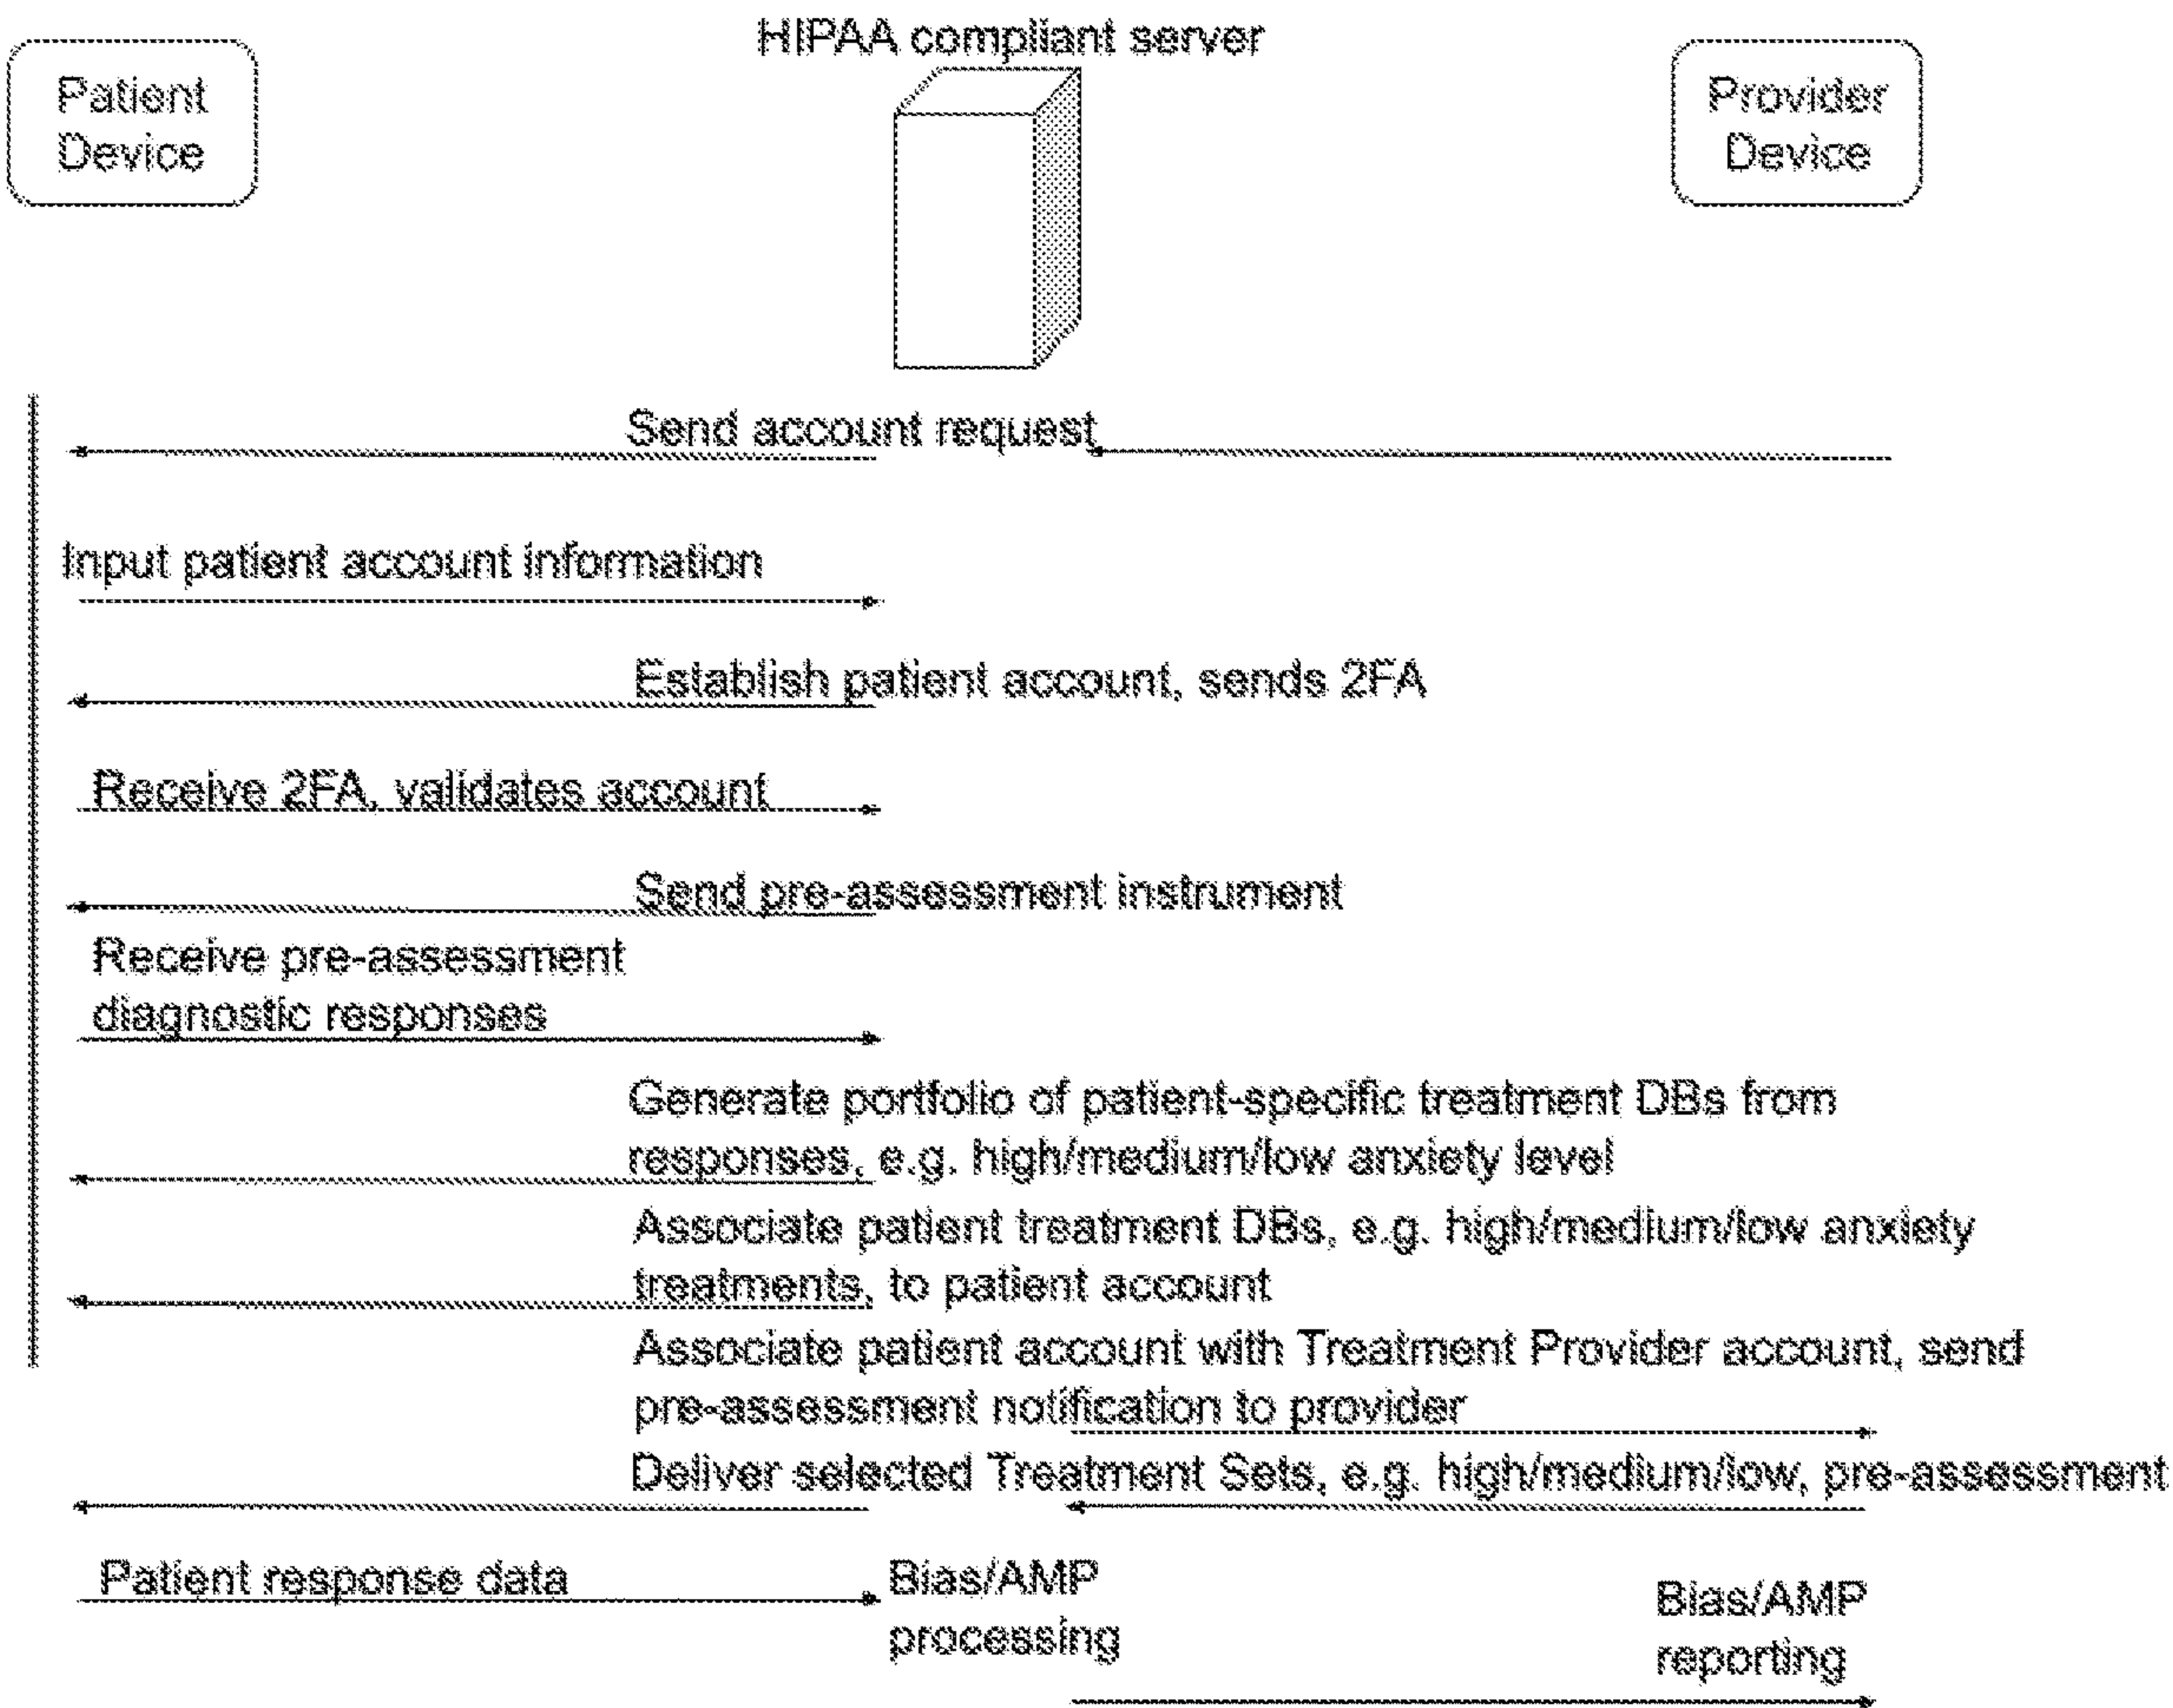 HIPAA compliant server
Patient
Device
Provider
Device
Send account request
Input patient account information
Establish patient account, sends 2FA
Receive 2FA, validates account
Send pre-assessment instrument
Receive pre-assessment
diagnostic responses
Generate portfolio of patient-specific treatment DBs from
responses, e.g. high/medium/low anxiety level
Associate patient treatment DBs, e.g. high/medium/low anxiety
treatments, to patient account
Associate patient account with Treatment Provider account, send
pre-assessment notification to provider
Deliver selected Treatment Sets, e.g. high/medium/low, pre-assessment
Patient response data
Bias/AMP
processing
Bias/AMP
reporting